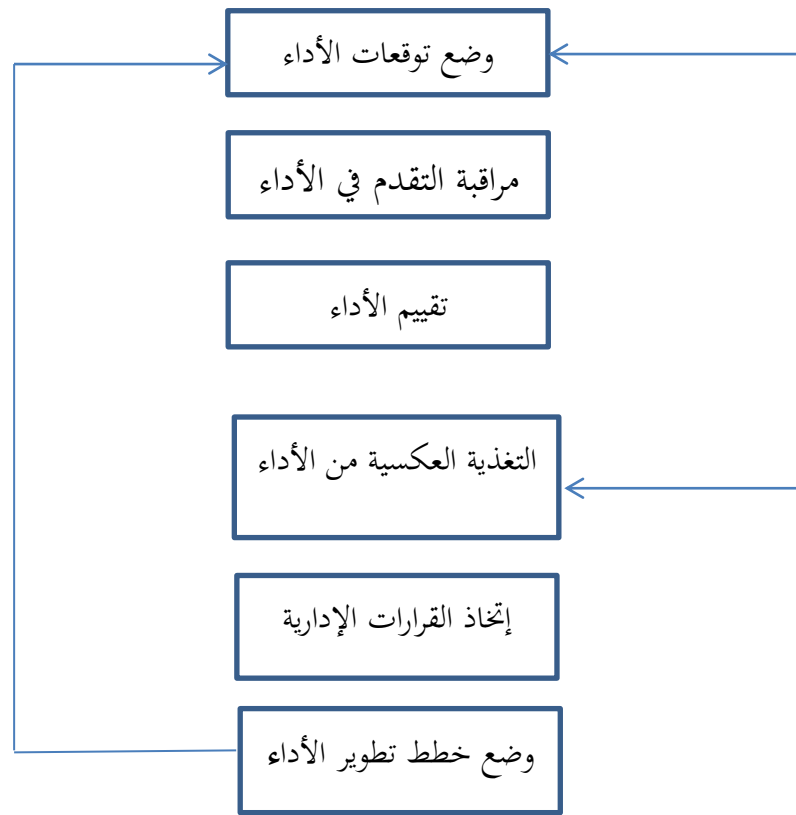 وضع توقعات الأداء
مراقبة التقدم في الأداء
تقييم الأداء
التغذية العكسية من الأداء
إتخاذ القرارات الإدارية
وضع خطط تطوير الأداء